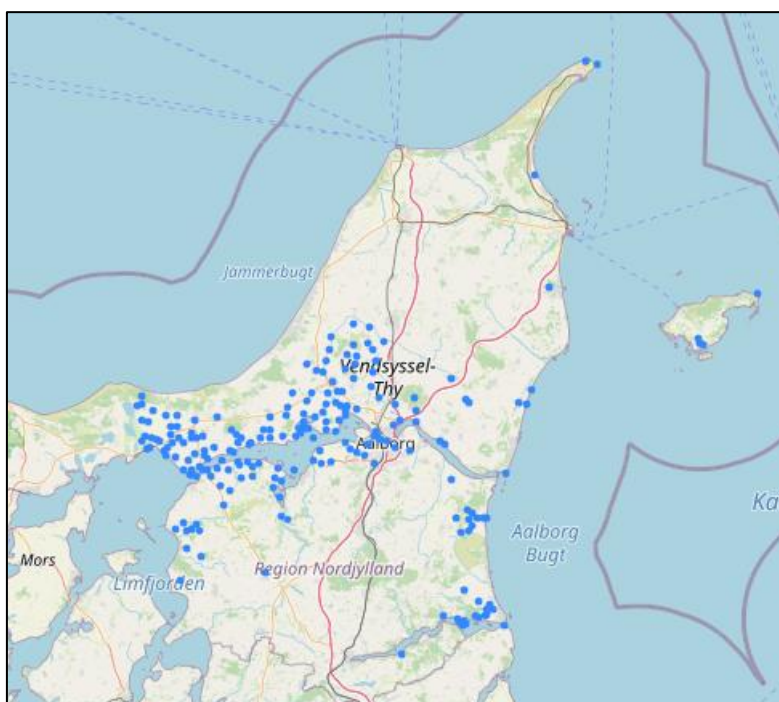 Jammerbugt
Vendsyssel-
Thy
Aalborg
Ka
Aalborg
Bugt
Mors
Limfjorden
Region Nordjylland